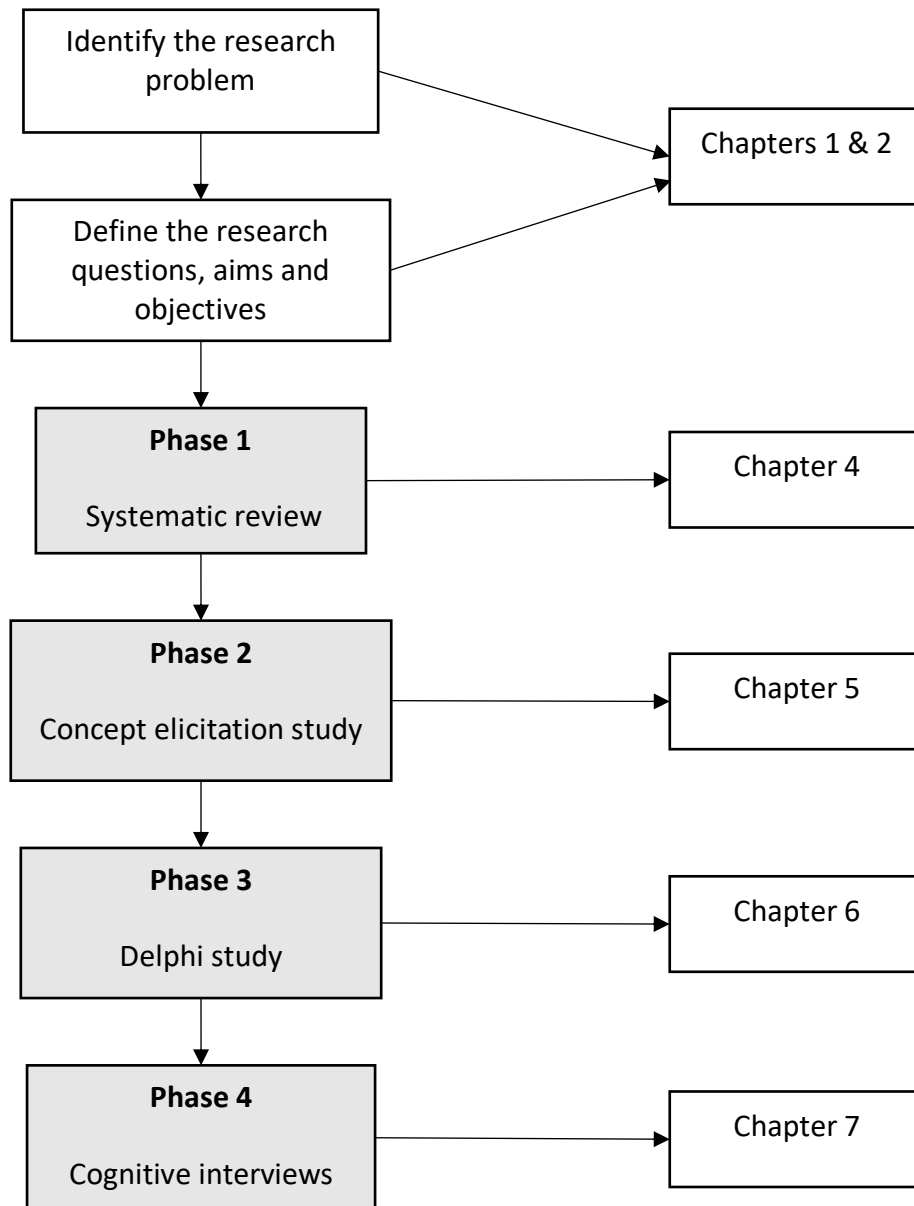 Identify the research
problem
Chapters 1 & 2
Define the research
questions, aims and
objectives
Phase 1
Systematic review
Chapter 4
Phase 2
Concept elicitation study
Chapter 5
Phase 3
Delphi study
Chapter 6
Phase 4
Cognitive interviews
Chapter 7